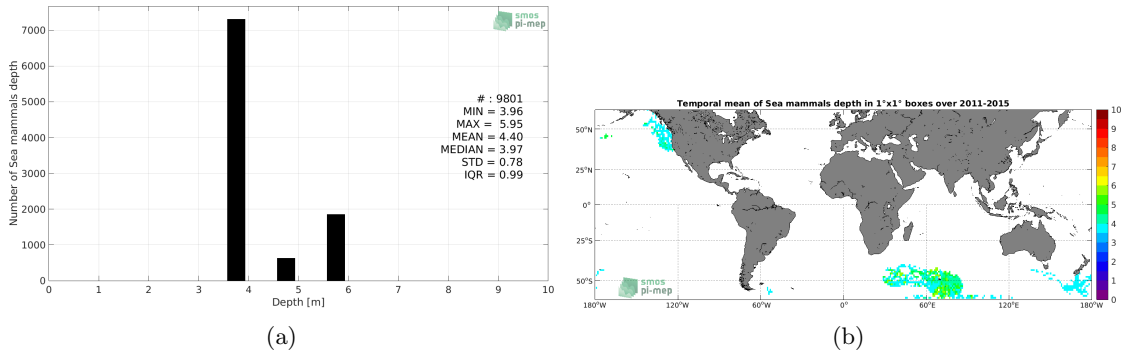 7000
6000
5000
4000
3000
2000
1000
0
Number of Sea mammals depth
smos
pi-mep
# : 9801
MIN = 3.96
MAX = 5.95
MEAN = 4.40
MEDIAN = 3.97
STD = 0.78
IQR = 0.99
0 1 2 3 4 5 6 7 8 9 10
Depth [m]
(a)
Temporal mean of Sea mammals depth in 1°x1° boxes over 2011-2015
50°N
25°N
0°
25°S
50°S
smos
pi-mep
180°W 120°W 60°W 0° 60°E 120°E 180°W
10
9
8
7
6
5
4
3
2
1
0
(b)